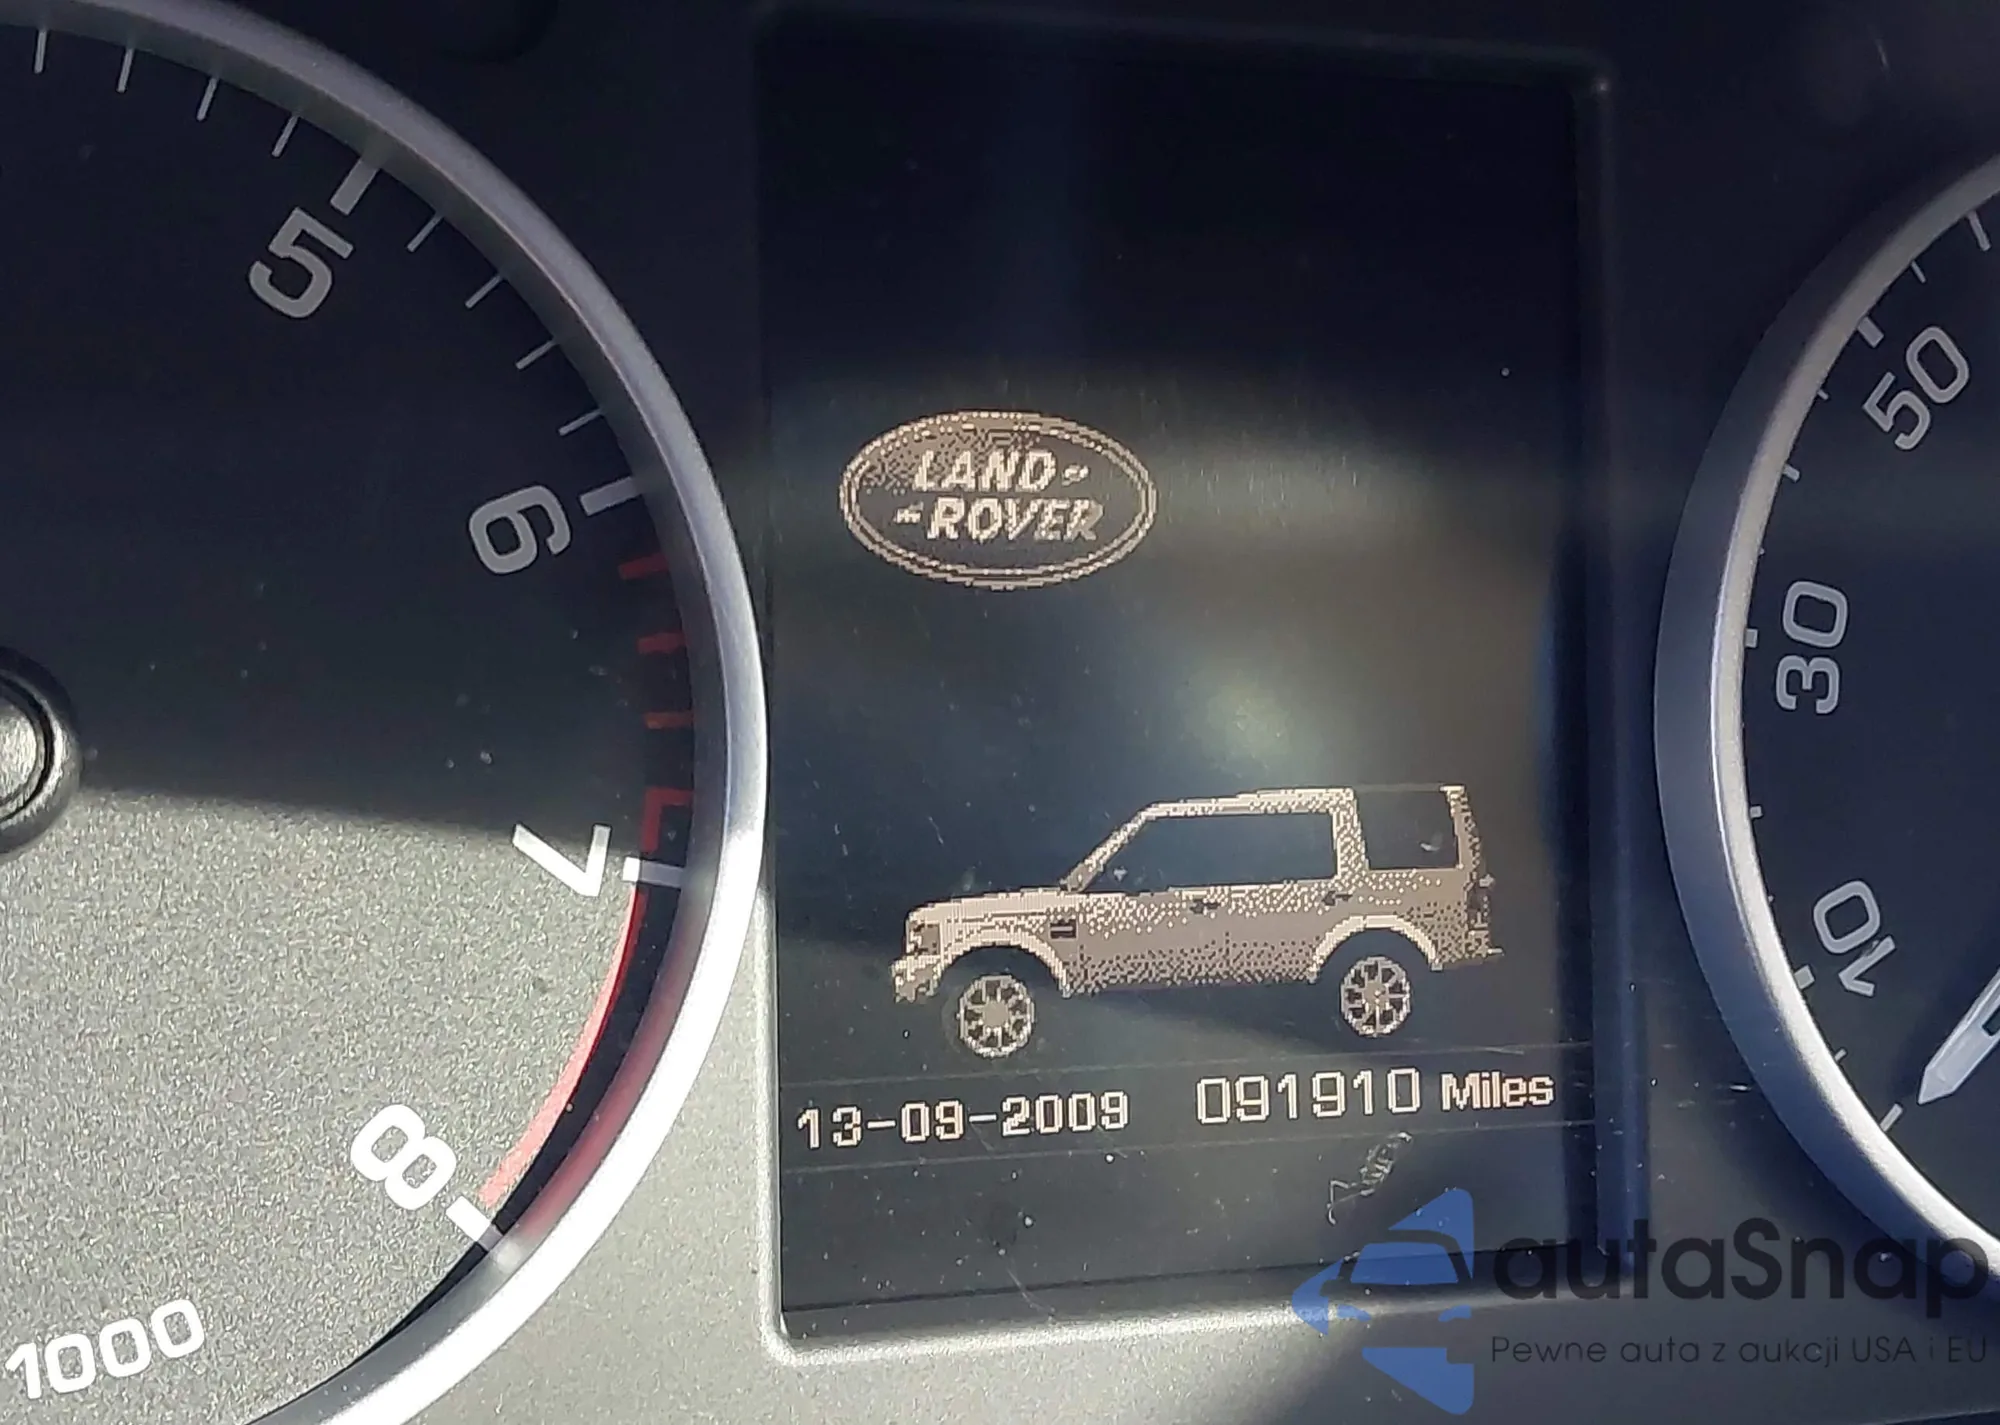 5
6
7
8
1000
LAND
ROVER
13-09-2009 091910 Miles
50
30
10
autaSnap
Pewne auta z aukcji USA i EU